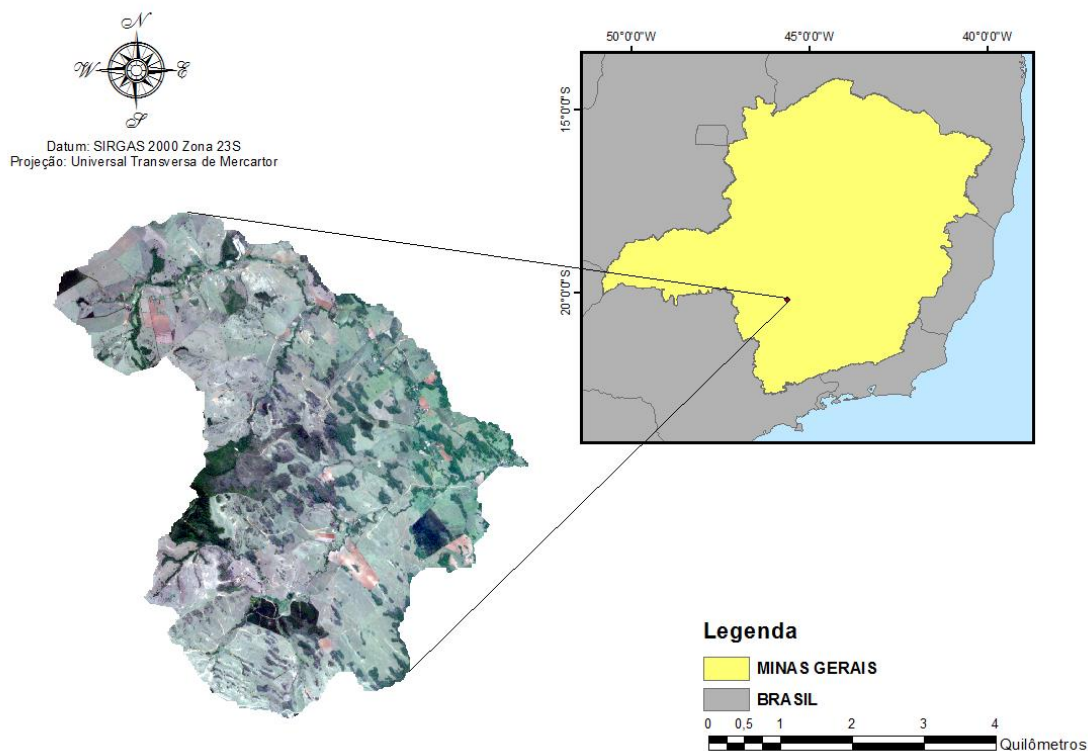 N
W E
S
Datum: SIRGAS 2000 Zona 23S
Projeção: Universal Transversa de Mercartor
50°0'0"W 45°0'0"W 40°0'0"W
15°0'0"S
20°0'0"S
Legenda
MINAS GERAIS
BRASIL
0 0,5 1 2 3 4
Quilômetros